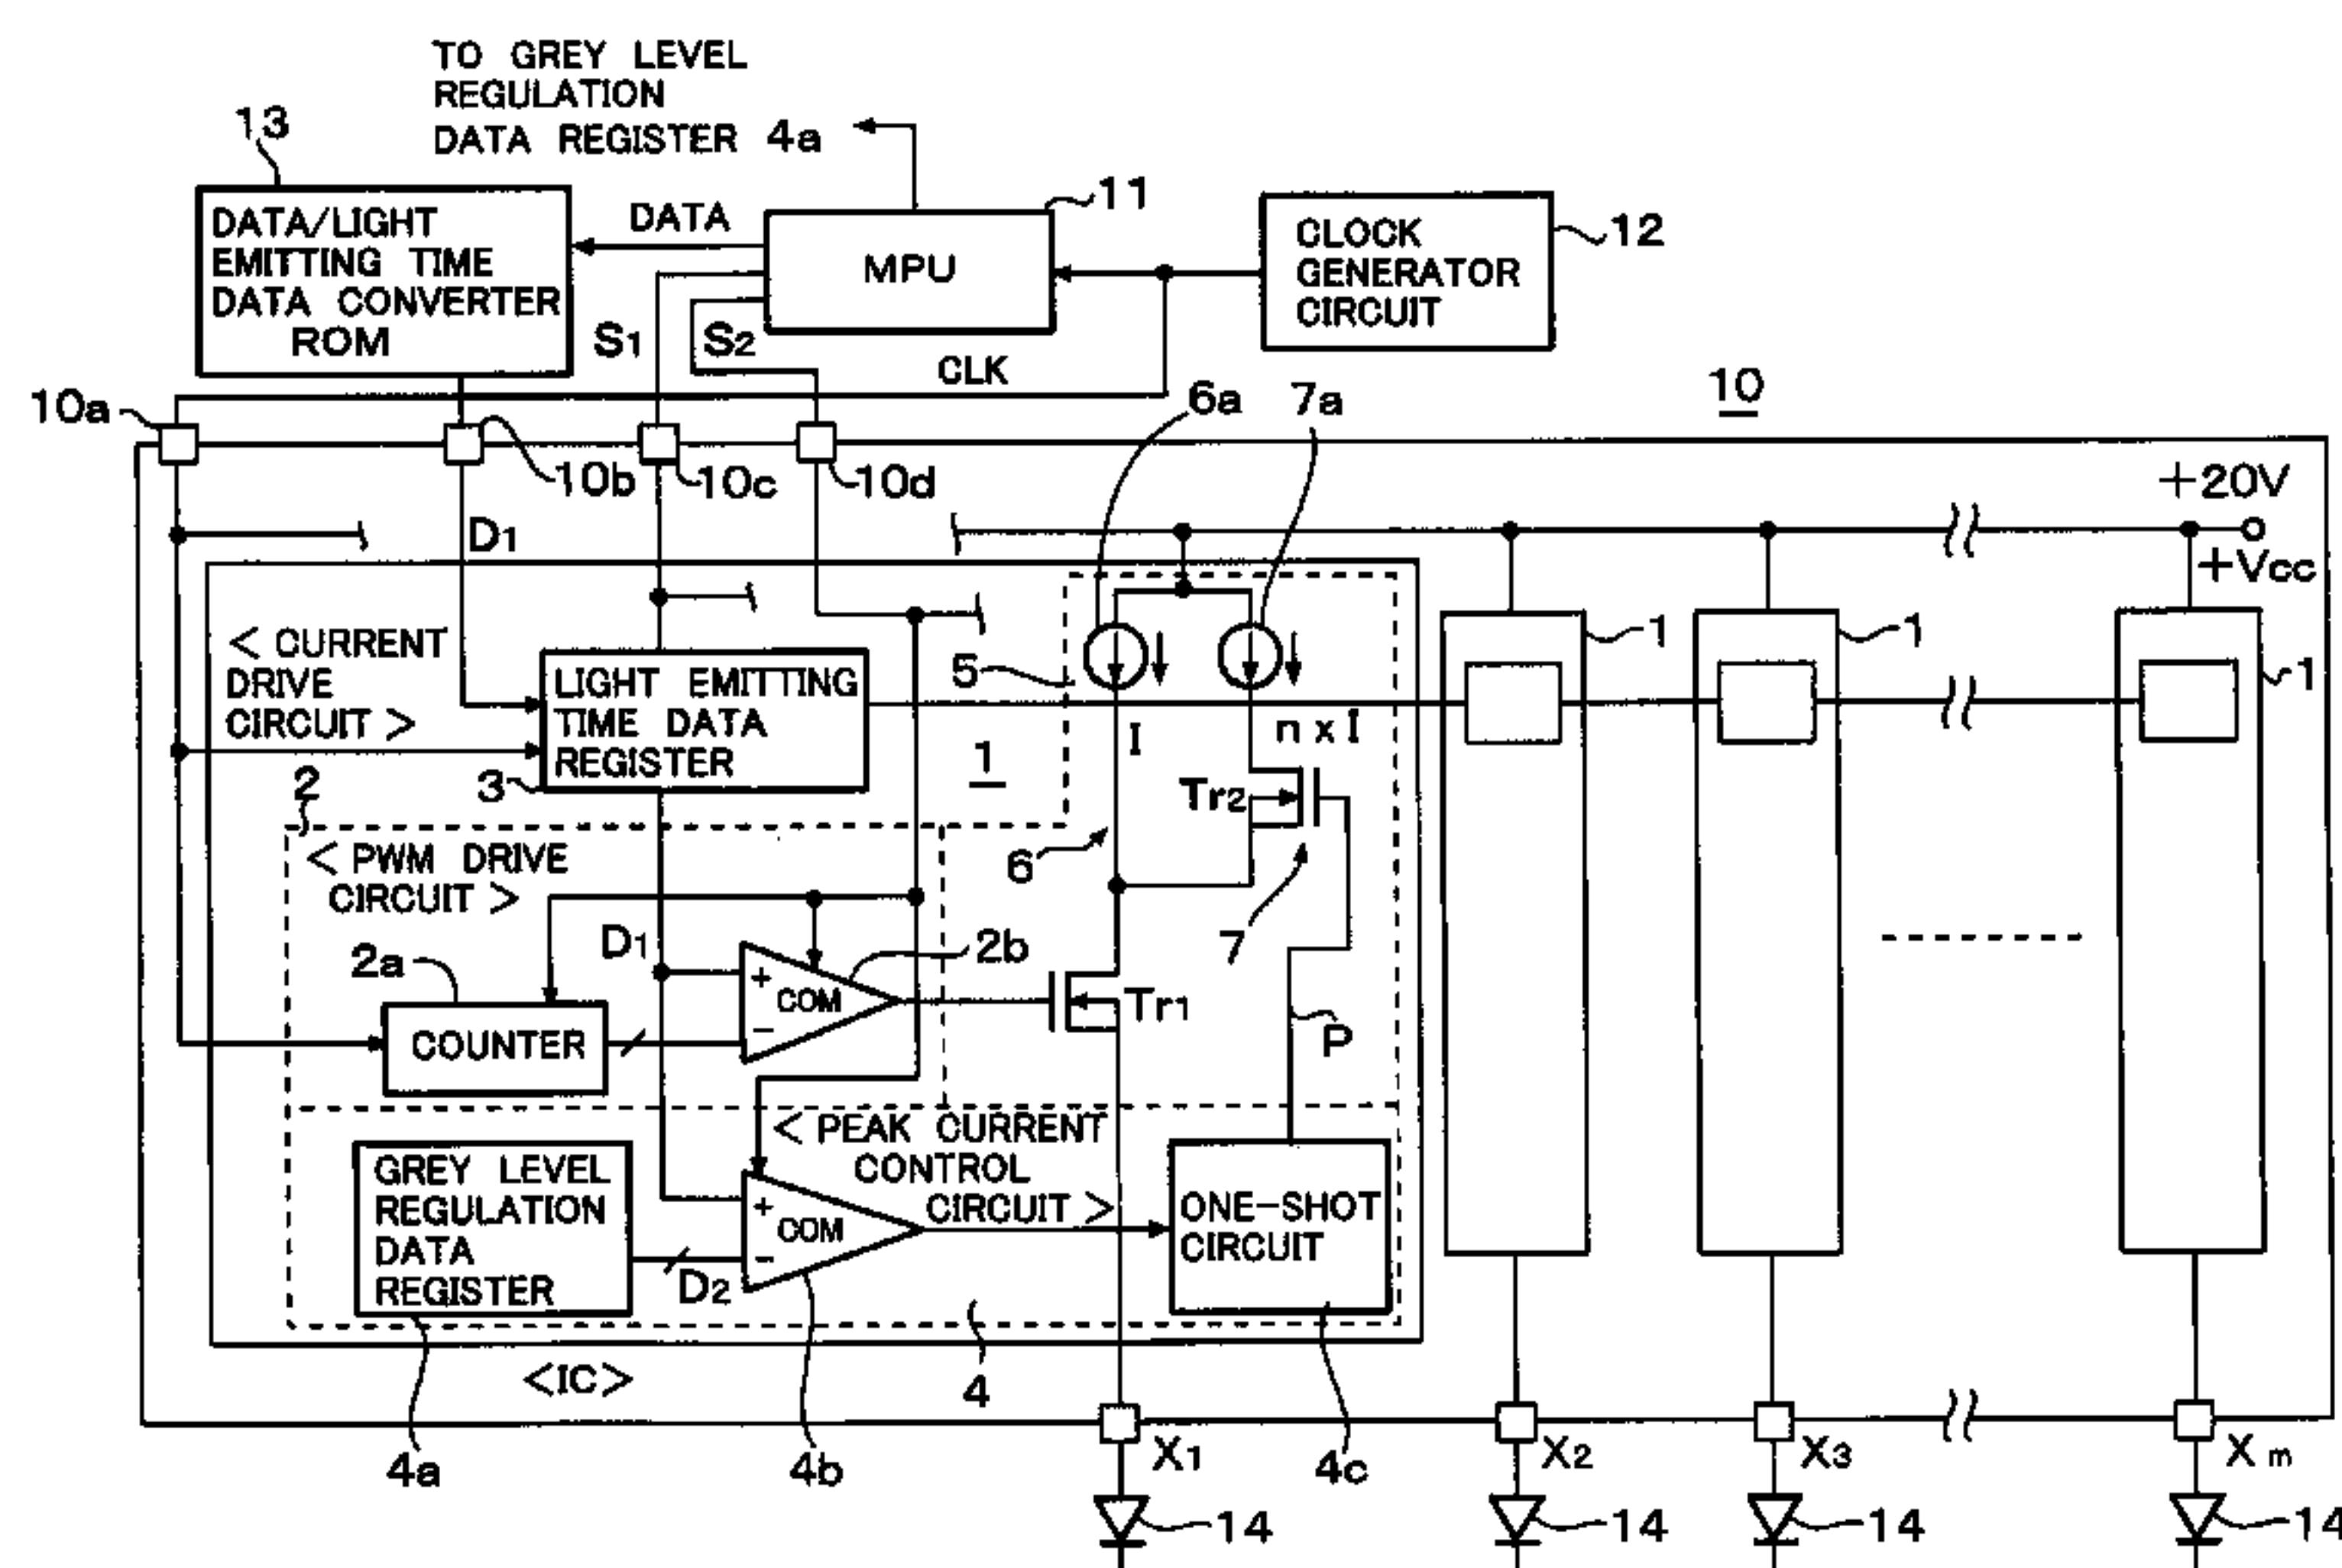 TO GREY LEVEL
REGULATION
DATA REGISTER 4a
13
DATA/LIGHT
EMITTING TIME
DATA CONVERTER
ROM
DATA
MPU
11
CLOCK
GENERATOR
CIRCUIT
12
S1
S2
CLK
10
10a
10b
10c
10d
6a
7a
+20V
+Vcc
D1
< CURRENT
DRIVE
CIRCUIT >
LIGHT EMITTING
TIME DATA
REGISTER
3
1
5
I
n x I
1
1
1
2
< PWM DRIVE
CIRCUIT >
Tr2
6
7
D1
2a
2b
+
COM
−
COUNTER
Tr1
P
< PEAK CURRENT
CONTROL
CIRCUIT >
GREY LEVEL
REGULATION
DATA
REGISTER
D2
+
COM
−
ONE-SHOT
CIRCUIT
<IC>
4
4a
4b
4c
X1
X2
X3
Xm
14
14
14
14